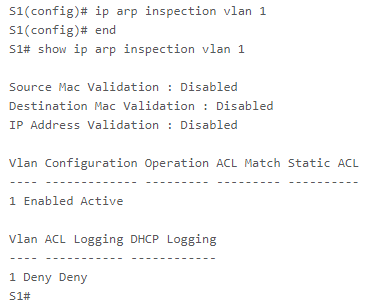 S1(config)# ip arp inspection vlan 1
S1(config)# end
S1# show ip arp inspection vlan 1
Source Mac Validation : Disabled
Destination Mac Validation : Disabled
IP Address Validation : Disabled
Vlan Configuration Operation ACL Match Static ACL
---- ------------- --------- --------- ----------
1 Enabled Active
Vlan ACL Logging DHCP Logging
---- ----------- ------------
1 Deny Deny
S1#